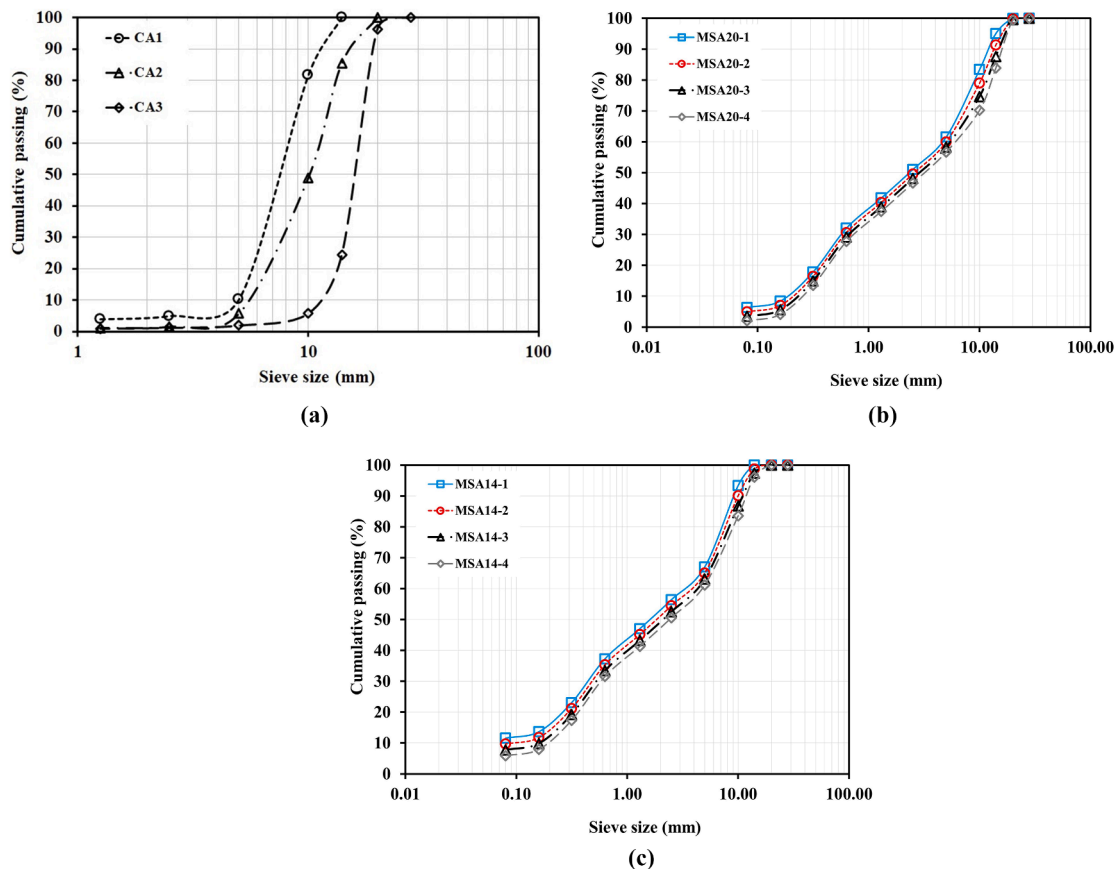 (a)
Cumulative passing (%)
100
90
80
70
60
50
40
30
20
10
0
CA1
CA2
CA3
1
10
100
Sieve size (mm)
(a)
Cumulative passing (%)
100
90
80
70
60
50
40
30
20
10
0
MSA20-1
MSA20-2
MSA20-3
MSA20-4
0.01
0.10
1.00
10.00
100.00
Sieve size (mm)
(b)
Cumulative passing (%)
100
90
80
70
60
50
40
30
20
10
0
MSA14-1
MSA14-2
MSA14-3
MSA14-4
0.01
0.10
1.00
10.00
100.00
Sieve size (mm)
(c)